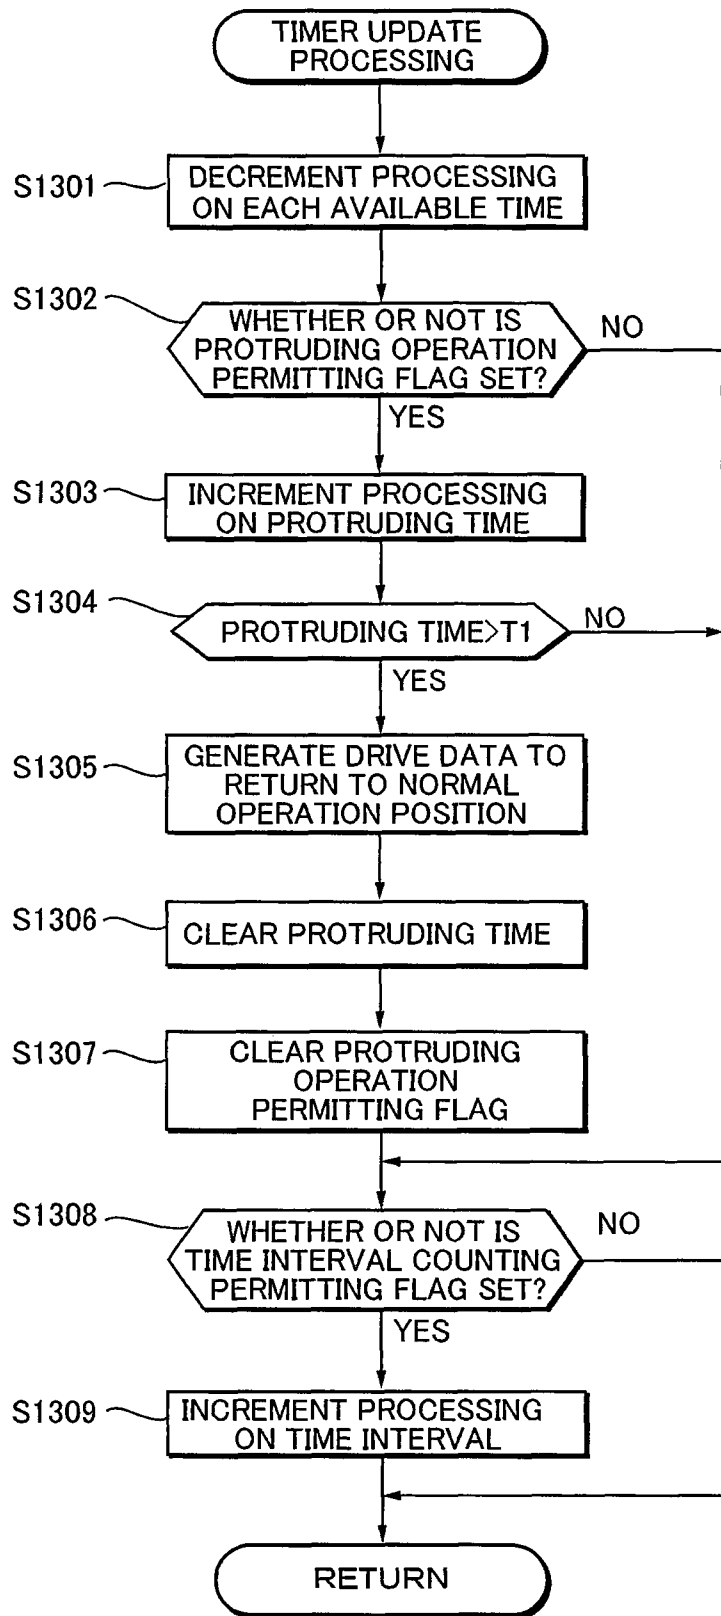 TIMER UPDATE
PROCESSING
S1301
DECREMENT PROCESSING
ON EACH AVAILABLE TIME
S1302
WHETHER OR NOT IS
PROTRUDING OPERATION
PERMITTING FLAG SET?
NO
YES
S1303
INCREMENT PROCESSING
ON PROTRUDING TIME
S1304
PROTRUDING TIME>T1
NO
YES
S1305
GENERATE DRIVE DATA TO
RETURN TO NORMAL
OPERATION POSITION
S1306
CLEAR PROTRUDING TIME
S1307
CLEAR PROTRUDING
OPERATION
PERMITTING FLAG
S1308
WHETHER OR NOT IS
TIME INTERVAL COUNTING
PERMITTING FLAG SET?
NO
YES
S1309
INCREMENT PROCESSING
ON TIME INTERVAL
RETURN